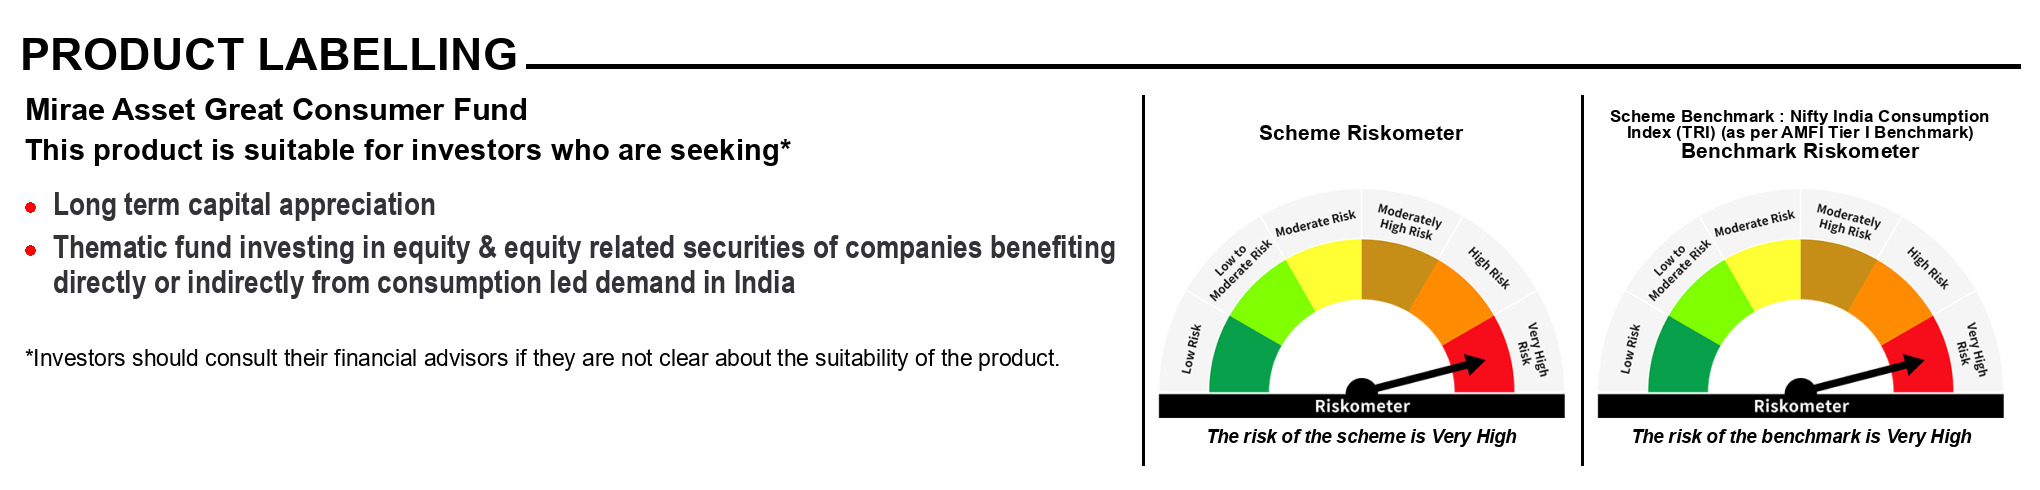 PRODUCT LABELLING
Mirae Asset Great Consumer Fund
This product is suitable for investors who are seeking*
Long term capital appreciation
Thematic fund investing in equity & equity related securities of companies benefiting
directly or indirectly from consumption led demand in India
*Investors should consult their financial advisors if they are not clear about the suitability of the product.
Scheme Riskometer
Low Risk
Low to
Moderate Risk
Moderate Risk
Moderately
High Risk
High Risk
Very High
Risk
Riskometer
The risk of the scheme is Very High
Scheme Benchmark : Nifty India Consumption
Index (TRI) (as per AMFI Tier I Benchmark)
Benchmark Riskometer
Low Risk
Low to
Moderate Risk
Moderate Risk
Moderately
High Risk
High Risk
Very High
Risk
Riskometer
The risk of the benchmark is Very High